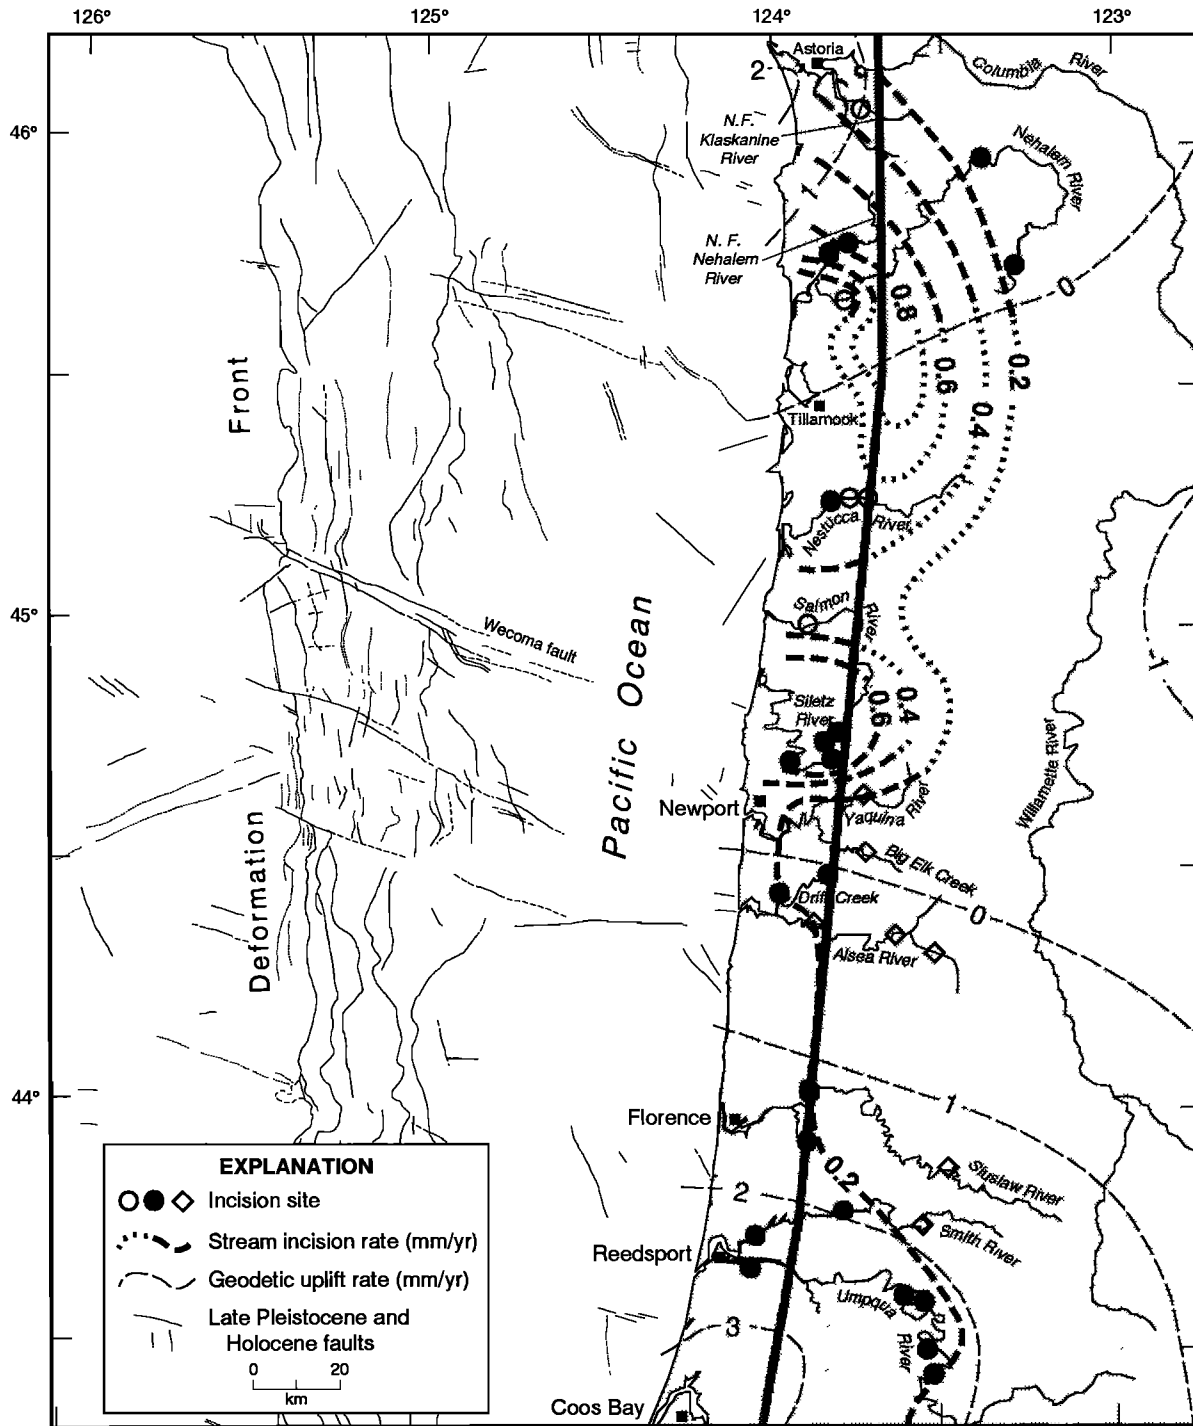 126°
125°
124°
123°
46°
45°
44°
Astoria
2
Columbia River
N.F.
Klaskanine
River
Nehalem River
1
N. F.
Nehalem
River
0
0.8
0.6
0.4
0.2
Tillamook
Front
Nestucca River
Salmon River
Wecoma fault
Pacific Ocean
-1
Siletz
River
0.6
0.4
Willamette River
Newport
Yaquina River
Big Elk Creek
Deformation
Drift Creek
0
Alsea River
1
Florence
0.2
Siuslaw River
2
Smith River
Reedsport
Umpqua River
3
Coos Bay
EXPLANATION
Incision site
Stream incision rate (mm/yr)
Geodetic uplift rate (mm/yr)
Late Pleistocene and
Holocene faults
0 20
km